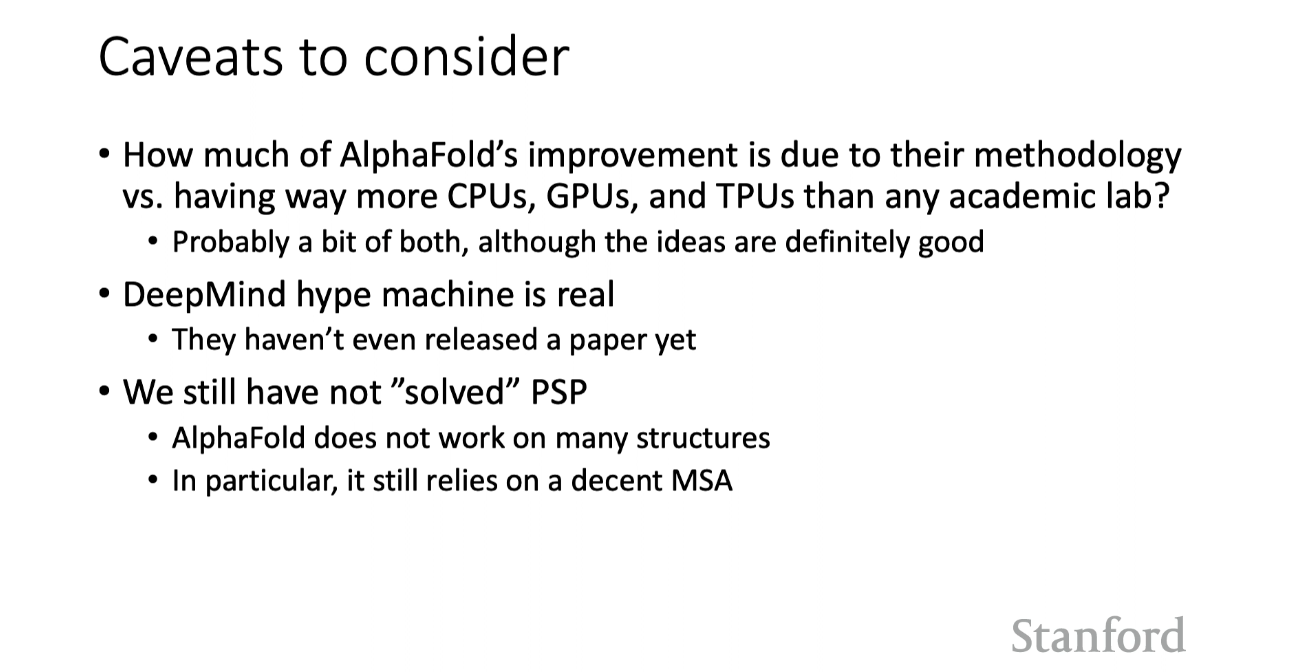 Caveats to consider
• How much of AlphaFold’s improvement is due to their methodology
vs. having way more CPUs, GPUs, and TPUs than any academic lab?
• Probably a bit of both, although the ideas are definitely good
• DeepMind hype machine is real
• They haven’t even released a paper yet
• We still have not ”solved” PSP
• AlphaFold does not work on many structures
• In particular, it still relies on a decent MSA
Stanford